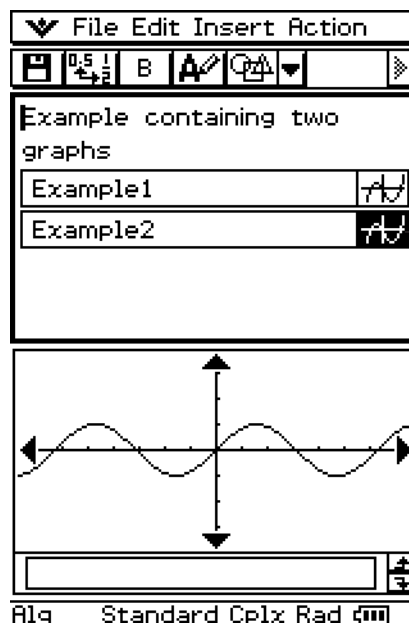 File Edit Insert Action
B
Example containing two
graphs
Example1
Example2
Alg Standard Cplx Rad